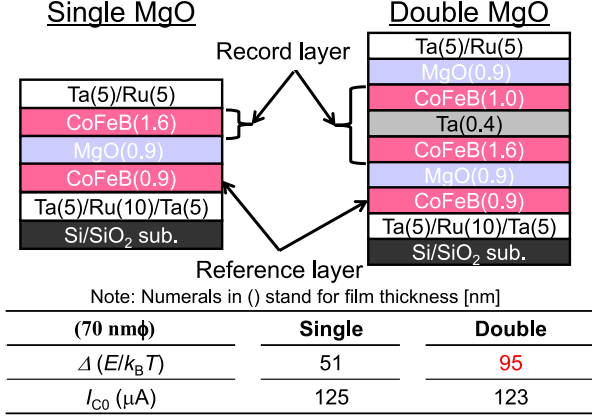 Single MgO
Double MgO
Record layer
Ta(5)/Ru(5)
CoFeB(1.6)
MgO(0.9)
CoFeB(0.9)
Ta(5)/Ru(10)/Ta(5)
Si/SiO2 sub.
Ta(5)/Ru(5)
MgO(0.9)
CoFeB(1.0)
Ta(0.4)
CoFeB(1.6)
MgO(0.9)
CoFeB(0.9)
Ta(5)/Ru(10)/Ta(5)
Si/SiO2 sub.
Reference layer
Note: Numerals in () stand for film thickness [nm]
(70 nmϕ) Single Double
Δ (E/kBT) 51 95
IC0 (μA) 125 123